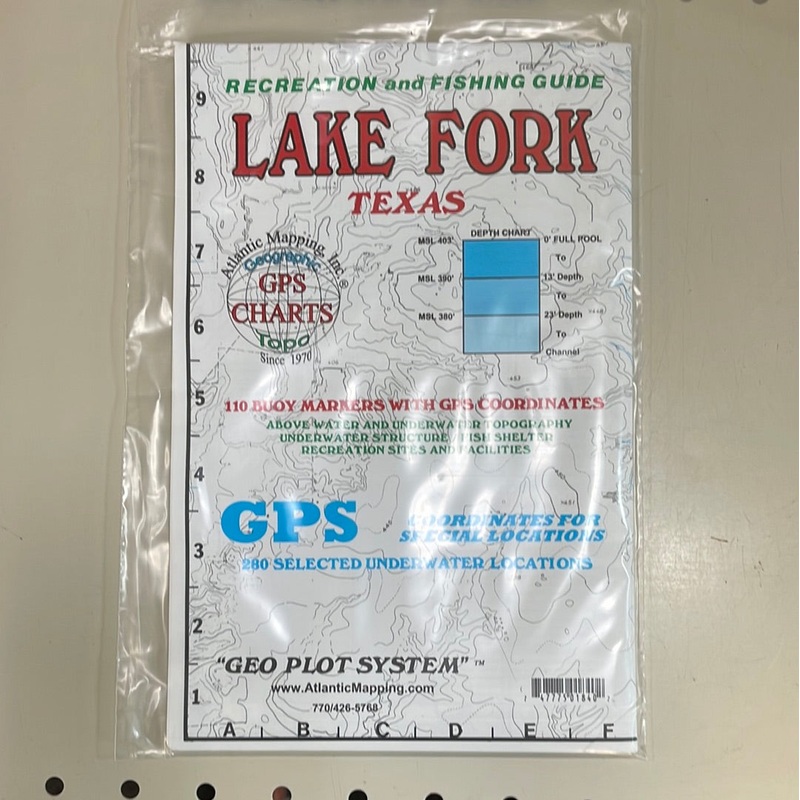 RECREATION and FISHING GUIDE
LAKE FORK
TEXAS
Atlantic Mapping, Inc ®
Geographic
GPS
CHARTS
Topo
Since 1970
DEPTH CHART
MSL 403' 0' FULL POOL
To
MSL 390' 13' Depth
To
MSL 380' 23' Depth
To
Channel
110 BUOY MARKERS WITH GPS COORDINATES
ABOVE WATER AND UNDERWATER TOPOGRAPHY
UNDERWATER STRUCTURE FISH SHELTER
RECREATION SITES AND FACILITIES
GPS COORDINATES FOR
SPECIAL LOCATIONS
280 SELECTED UNDERWATER LOCATIONS
"GEO PLOT SYSTEM" ™
www.AtlanticMapping.com
770/426-5768
9
8
7
6
5
4
3
2
1
A B C D E F